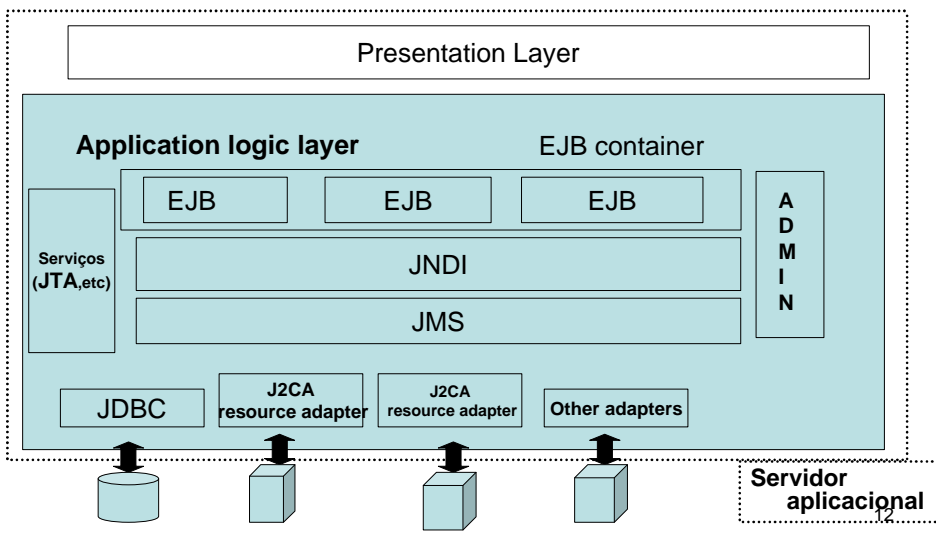 Presentation Layer
Application logic layer
EJB container
EJB
EJB
EJB
Serviços
(JTA,etc)
JNDI
JMS
A
D
M
I
N
JDBC
J2CA
resource adapter
J2CA
resource adapter
Other adapters
Servidor
aplicacional
12